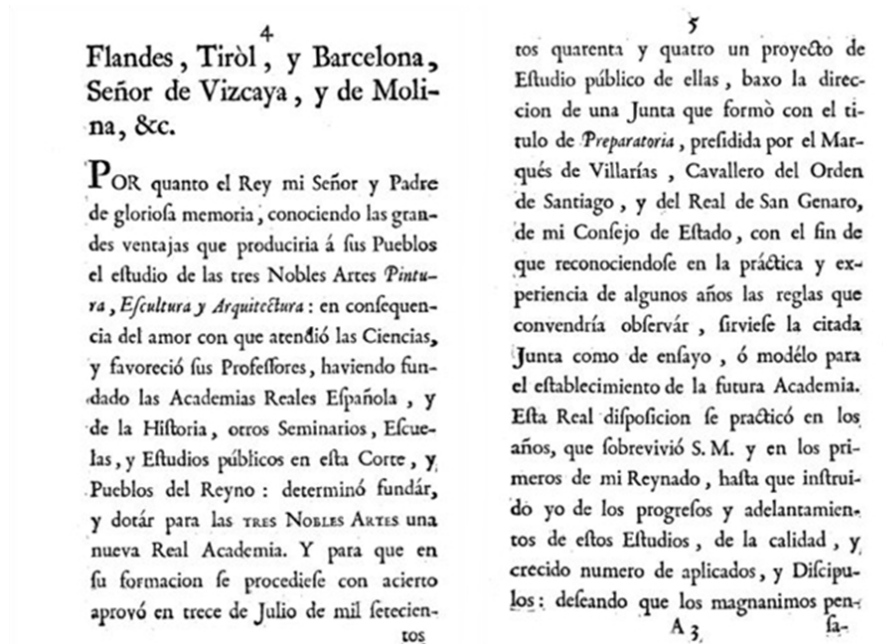 4
Flandes, Tiròl, y Barcelona,
Señor de Vizcaya, y de Moli-
na, &c.
POR quanto el Rey mi Señor y Padre
de glorioſa memoria, conociendo las gran-
des ventajas que produciria á ſus Pueblos
el eſtudio de las tres Nobles Artes Pintu-
ra, Eſcultura y Arquitectura: en conſequen-
cia del amor con que atendió las Ciencias,
y favoreció ſus Profeſſores, haviendo fun-
dado las Academias Reales Eſpañola, y
de la Hiſtoria, otros Seminarios, Eſcue-
las, y Eſtudios públicos en eſta Corte, y
Pueblos del Reyno: determinó fundár,
y dotár para las TRES NOBLES ARTES una
nueva Real Academia. Y para que en
ſu formacion ſe procedieſe con acierto
aprovó en trece de Julio de mil ſetecien-
tos
5
tos quarenta y quatro un proyecto de
Eſtudio público de ellas, baxo la direc-
cion de una Junta que formò con el ti-
tulo de Preparatoria, preſidida por el Mar-
qués de Villarías, Cavallero del Orden
de Santiago, y del Real de San Genaro,
de mi Conſejo de Eſtado, con el fin de
que reconociendoſe en la práctica y ex-
periencia de algunos años las reglas que
convendría obſervár, ſirvieſe la citada
Junta como de enſayo, ó modélo para
el eſtablecimiento de la futura Academia.
Eſta Real diſpoſicion ſe practicó en los
años, que ſobrevivió S. M. y en los pri-
meros de mi Reynado, haſta que inſtrui-
do yo de los progreſos y adelantamien-
tos de eſtos Eſtudios, de la calidad, y
crecido numero de aplicados, y Diſcipu-
los: deſeando que los magnanimos pen-
A 3 ſa-